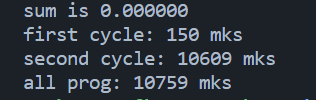 sum is 0.000000
first cycle: 150 mks
second cycle: 10609 mks
all prog: 10759 mks